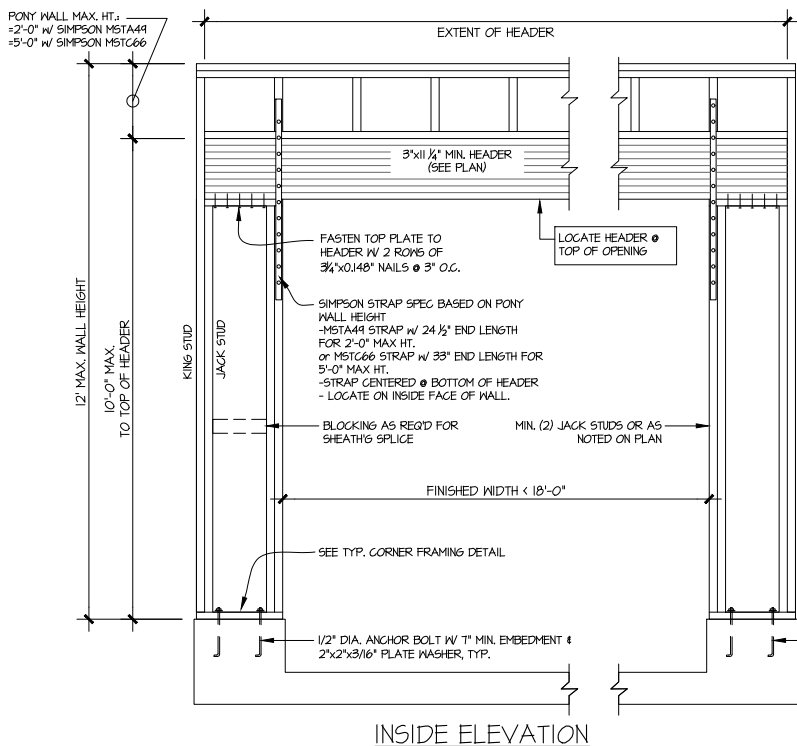 PONY WALL MAX. HT.:
=2'-0" W/ SIMPSON MSTA49
=5'-0" W/ SIMPSON MSTC66
EXTENT OF HEADER
3"x11 1/4" MIN. HEADER
(SEE PLAN)
FASTEN TOP PLATE TO
HEADER W/ 2 ROWS OF
3/4"x0.148" NAILS @ 3" O.C.
LOCATE HEADER @
TOP OF OPENING
SIMPSON STRAP SPEC BASED ON PONY
WALL HEIGHT
-MSTA49 STRAP W/ 24 1/2" END LENGTH
FOR 2'-0" MAX HT.
or MSTC66 STRAP W/ 33" END LENGTH FOR
5'-0" MAX HT.
-STRAP CENTERED @ BOTTOM OF HEADER
- LOCATE ON INSIDE FACE OF WALL.
12' MAX. WALL HEIGHT
10'-0" MAX.
TO TOP OF HEADER
KING STUD
JACK STUD
BLOCKING AS REQ'D FOR
SHEATH'G SPLICE
MIN. (2) JACK STUDS OR AS
NOTED ON PLAN
FINISHED WIDTH < 18'-0"
SEE TYP. CORNER FRAMING DETAIL
1/2" DIA. ANCHOR BOLT W/ 7" MIN. EMBEDMENT &
2"x2"x3/16" PLATE WASHER, TYP.
INSIDE ELEVATION